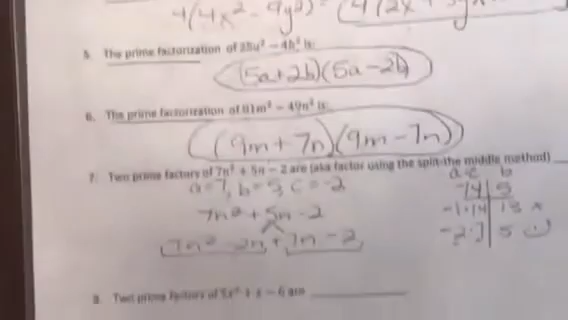 4(4x² - 9y²) = 4(2x + 3y
5. The prime factorization of 25a² − 4b² is:
(5a+2b)(5a-2b)
6. The prime factorization of 81m² − 49n² is:
((9m+7n)(9m-7n))
7. Two prime factors of 7n² + 5n − 2 are (aka factor using the split-the middle method)
a=7, b=5, c=-2
a·c b
7n² + 5n - 2
-14 5
-1·14 13 x
7n² - 2n + 7n - 2
-2·7 5
8. Two prime factors of 5x² + x − 6 are